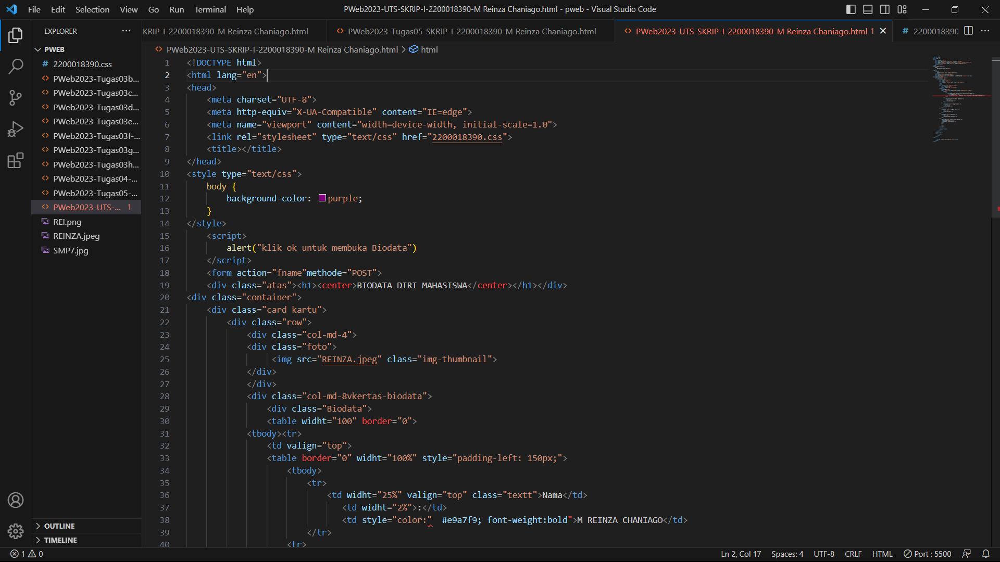 File Edit Selection View Go Run Terminal Help
PWeb2023-UTS-SKRIP-I-2200018390-M Reinza Chaniago.html - pweb - Visual Studio Code
EXPLORER
KRIP-I-2200018390-M Reinza Chaniago.html
PWeb2023-Tugas05-SKRIP-I-2200018390-M Reinza Chaniago.html
PWeb2023-UTS-SKRIP-I-2200018390-M Reinza Chaniago.html 1
# 2200018390
PWEB
# 2200018390.css
PWeb2023-Tugas03b...
PWeb2023-Tugas03c...
PWeb2023-Tugas03d...
PWeb2023-Tugas03e...
PWeb2023-Tugas03f-...
PWeb2023-Tugas03g...
PWeb2023-Tugas03h...
PWeb2023-Tugas04-...
PWeb2023-Tugas05-...
PWeb2023-UTS-... 1
REI.png
REINZA.jpeg
SMP7.jpg
OUTLINE
TIMELINE
PWeb2023-UTS-SKRIP-I-2200018390-M Reinza Chaniago.html > html
1 <!DOCTYPE html>
2 <html lang="en">
3 <head>
4 <meta charset="UTF-8">
5 <meta http-equiv="X-UA-Compatible" content="IE=edge">
6 <meta name="viewport" content="width=device-width, initial-scale=1.0">
7 <link rel="stylesheet" type="text/css" href="2200018390.css">
8 <title></title>
9 </head>
10 <style type="text/css">
11 body {
12 background-color: purple;
13 }
14 </style>
15 <script>
16 alert("klik ok untuk membuka Biodata")
17 </script>
18 <form action="fname"methode="POST">
19 <div class="atas"><h1><center>BIODATA DIRI MAHASISWA</center></h1></div>
20 <div class="container">
21 <div class="card kartu">
22 <div class="row">
23 <div class="col-md-4">
24 <div class="foto">
25 <img src="REINZA.jpeg" class="img-thumbnail">
26 </div>
27 </div>
28 <div class="col-md-8vkertas-biodata">
29 <div class="Biodata">
30 <table widht="100" border="0">
31 <tbody><tr>
32 <td valign="top">
33 <table border="0" widht="100%" style="padding-left: 150px;">
34 <tbody>
35 <tr>
36 <td widht="25%" valign="top" class="textt">Nama</td>
37 <td widht="2%">:</td>
38 <td style="color:" #e9a7f9; font-weight:bold">M REINZA CHANIAGO</td>
39 </tr>
40 <tr>
1 0
Ln 2, Col 17 Spaces: 4 UTF-8 CRLF HTML Port : 5500